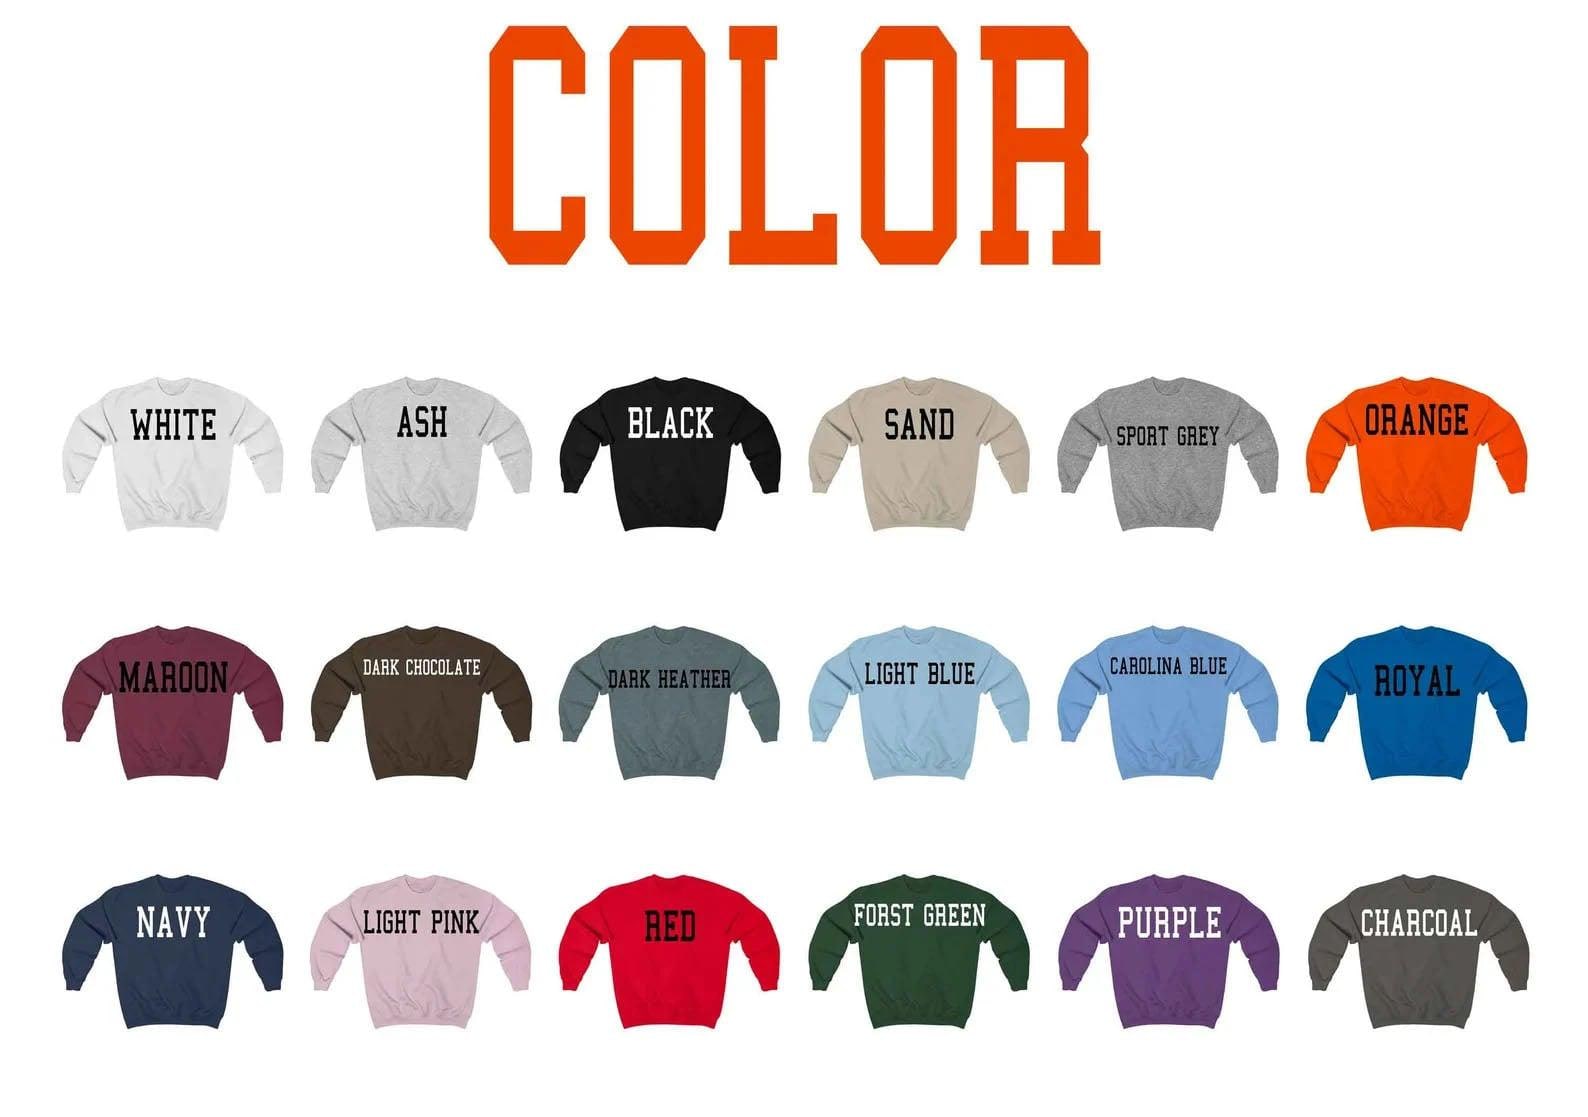 COLOR
WHITE
ASH
BLACK
SAND
SPORT GREY
ORANGE
MAROON
DARK CHOCOLATE
DARK HEATHER
LIGHT BLUE
CAROLINA BLUE
ROYAL
NAVY
LIGHT PINK
RED
FORST GREEN
PURPLE
CHARCOAL